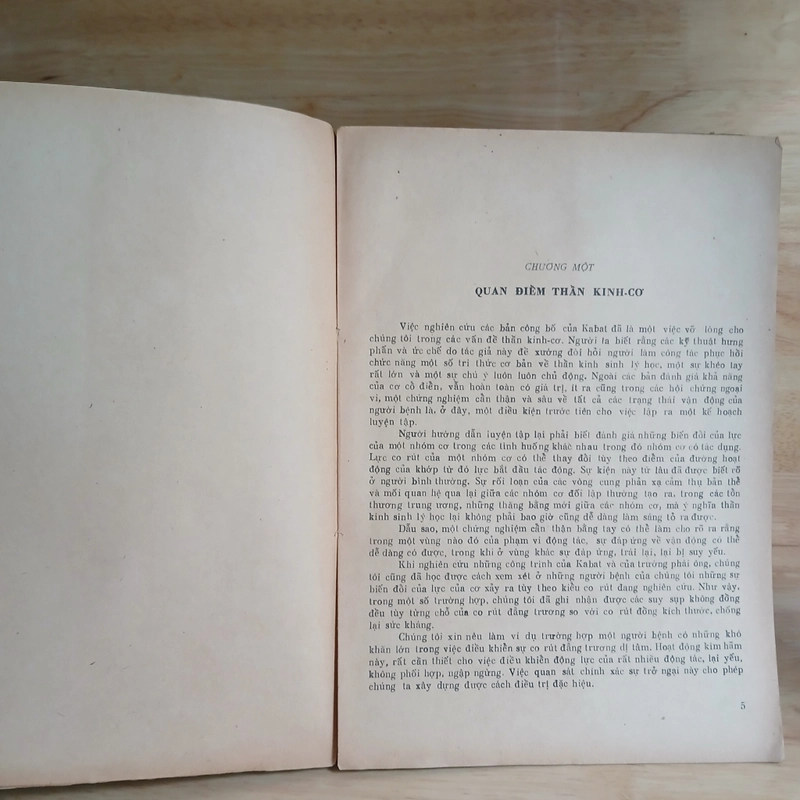 CHƯƠNG MỘT
QUAN ĐIỂM THẦN KINH-CƠ
Việc nghiên cứu các bản công bố của Kabat đã là một việc vỡ lòng cho
chúng tôi trong các vấn đề thần kinh-cơ. Người ta biết rằng các kỹ thuật hưng
phấn và ức chế do tác giả này đề xướng đòi hỏi người làm công tác phục hồi
chức năng một số tri thức cơ bản về thần kinh sinh lý học, một sự khéo tay
rất lớn và một sự chú ý luôn luôn chủ động. Ngoài các bản đánh giá khả năng
của cơ cổ điển, vẫn hoàn toàn có giá trị, ít ra cũng trong các hội chứng ngoại
vi, một chứng nghiệm cẩn thận và sâu về tất cả các trạng thái vận động của
người bệnh là, ở đây, một điều kiện trước tiên cho việc lập ra một kế hoạch
luyện tập.
Người hướng dẫn luyện tập lại phải biết đánh giá những biến đổi của lực
của một nhóm cơ trong các tình huống khác nhau trong đó nhóm cơ có tác dụng.
Lực co rút của một nhóm cơ có thể thay đổi tùy theo điểm của đường hoạt
động của khớp từ đó lực bắt đầu tác động. Sự kiện này từ lâu đã được biết rõ
ở người bình thường. Sự rối loạn của các vòng cung phản xạ cảm thụ bản thể
và mối quan hệ qua lại giữa các nhóm cơ đối lập thường tạo ra, trong các tổn
thương trung ương, những thăng bằng mới giữa các nhóm cơ, mà ý nghĩa thần
kinh sinh lý học lại không phải bao giờ cũng dễ dàng làm sáng tỏ ra được.
Dầu sao, một chứng nghiệm cẩn thận bằng tay có thể làm cho rõ ra rằng
trong một vùng nào đó của phạm vi động tác, sự đáp ứng về vận động có thể
dễ dàng có được, trong khi ở vùng khác sự đáp ứng, trái lại, lại bị suy yếu.
Khi nghiên cứu những công trình của Kabat và của trường phái ông, chúng
tôi cũng đã học được cách xem xét ở những người bệnh của chúng tôi những sự
biến đổi của lực của cơ xảy ra tùy theo kiểu co rút đang nghiên cứu. Như vậy,
trong một số trường hợp, chúng tôi đã ghi nhận được các suy sụp không đồng
đều tùy từng chỗ của co rút đẳng trương so với co rút đồng kích thước, chống
lại sức kháng.
Chúng tôi xin nêu làm ví dụ trường hợp một người bệnh có những khó
khăn lớn trong việc điều khiển sự co rút đẳng trương dị tâm. Hoạt động kìm hãm
này, rất cần thiết cho việc điều khiển động lực của rất nhiều động tác, lại yếu,
không phối hợp, ngập ngừng. Việc quan sát chính xác sự trở ngại này cho phép
chúng ta xây dựng được cách điều trị đặc hiệu.
5